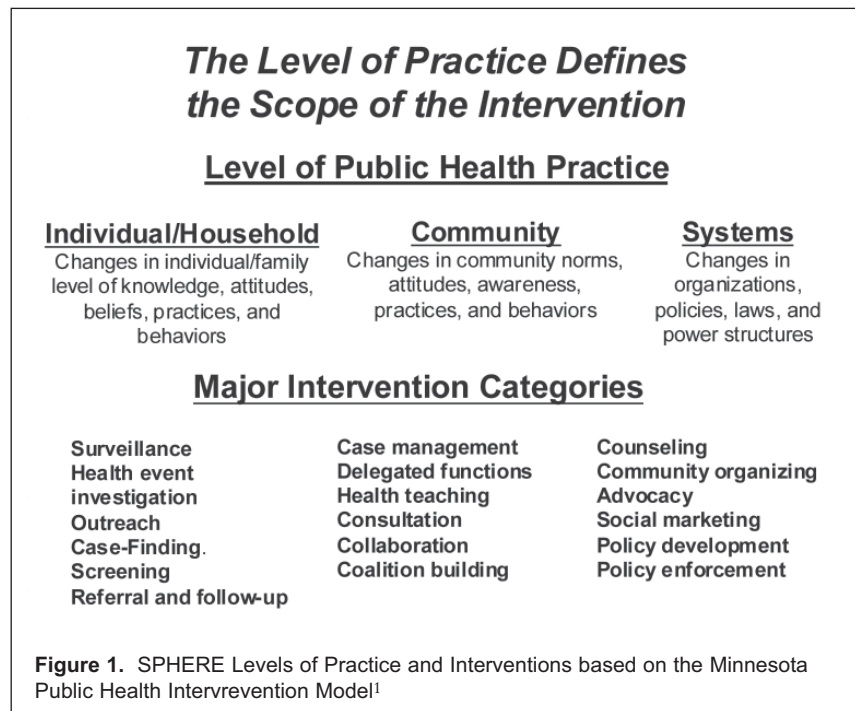 The Level of Practice Defines
the Scope of the Intervention
Level of Public Health Practice
Individual/Household
Changes in individual/family
level of knowledge, attitudes,
beliefs, practices, and
behaviors
Community
Changes in community norms,
attitudes, awareness,
practices, and behaviors
Systems
Changes in
organizations,
policies, laws, and
power structures
Major Intervention Categories
Surveillance
Health event
investigation
Outreach
Case-Finding.
Screening
Referral and follow-up
Case management
Delegated functions
Health teaching
Consultation
Collaboration
Coalition building
Counseling
Community organizing
Advocacy
Social marketing
Policy development
Policy enforcement
Figure 1. SPHERE Levels of Practice and Interventions based on the Minnesota
Public Health Intervrevention Model1